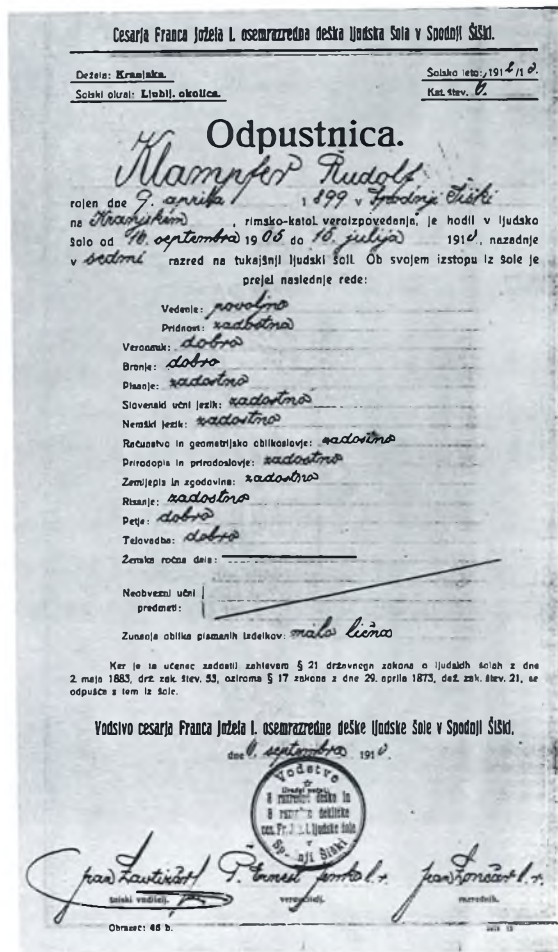 Cesarja Franca Jožefa I. osemrazredna deška ljudska šola v Spodnji Šiški.
Dežela: Kranjska.
Šolsko leto: 1912/13.
Šolski okraj: Ljublj. okolica.
Kat. štev.
Odpustnica.
Klampfer Rudolf
rojen dne 9. aprila 1899 v Spodnji Šiški
na Kranjskem, rimsko-katol. veroizpovedanja, je hodil v ljudsko
šolo od 16. septembra 1905 do 15. julija 1913, nazadnje
v sedmi razred na tukajšnji ljudski šoli. Ob svojem izstopu iz šole je
prejel naslednje rede:
Vedenje: povoljno
Pridnost: zadostna
Veronauk: dobro
Branje: dobro
Pisanje: zadostno
Slovenski učni jezik: zadostno
Nemški jezik: zadostno
Računstvo in geometrijsko oblikoslovje: zadostno
Prirodopis in prirodoslovje: zadostno
Zemljepis in zgodovina: zadostno
Risanje: zadostno
Petje: dobro
Telovadba: dobro
Ženska ročna dela:
Neobvezni učni
predmeti:
Zunanja oblika pismenih izdelkov: malo lična
Ker je ta učenec zadostil zahtevam § 21 državnega zakona o ljudskih šolah z dne
2. maja 1883, drž. zak. štev. 53, oziroma § 17 zakona z dne 29. aprila 1873, dež. zak. štev. 21, se
odpušča s tem iz šole.
Vodstvo cesarja Franca Jožefa I. osemrazredne deške ljudske šole v Spodnji Šiški,
dne septembra 1913.
Vodstvo
8 razredne deške in
8 razredne dekliške
ces. Fr. J. I. ljudske šole
v
Spodnji Šiški
Ivan Lavtižar P. Ernest Jenko l. r. Ivan Lončar l. r.
šolski voditelj. veroučitelj. razrednik.
Obrazec: 46 b.